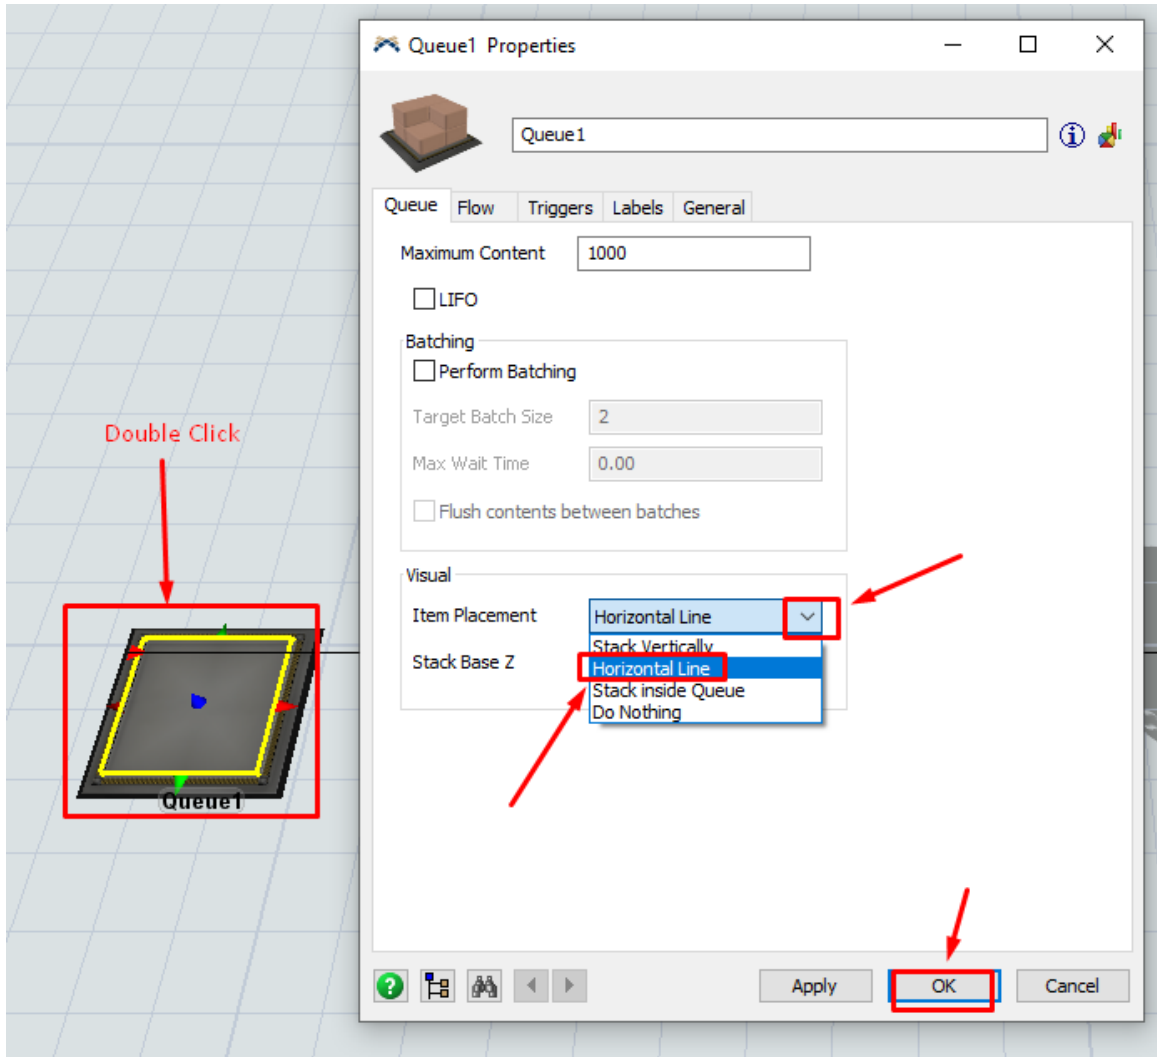 Queue1 Properties
Queue1
Queue Flow Triggers Labels General
Maximum Content 1000
LIFO
Batching
Perform Batching
Target Batch Size 2
Max Wait Time 0.00
Flush contents between batches
Visual
Item Placement Horizontal Line
Stack Vertically
Stack Base Z Horizontal Line
Stack inside Queue
Do Nothing
Double Click
Queue1
Apply OK Cancel